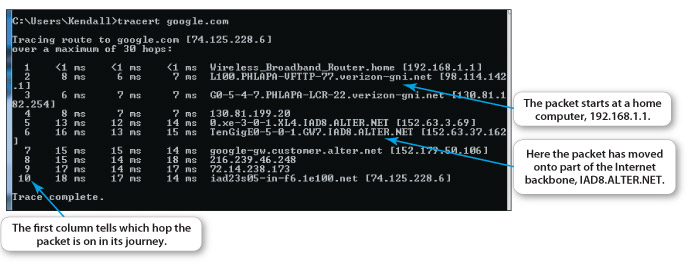 C:\Users\Kendall>tracert google.com
Tracing route to google.com [74.125.228.6]
over a maximum of 30 hops:
1 <1 ms <1 ms <1 ms Wireless_Broadband_Router.home [192.168.1.1]
2 8 ms 6 ms 7 ms L100.PHLAPA-VFTTP-77.verizon-gni.net [98.114.142
.1]
3 6 ms 7 ms 7 ms G0-5-4-7.PHLAPA-LCR-22.verizon-gni.net [130.81.1
82.254]
4 8 ms 7 ms 7 ms 130.81.199.20
5 13 ms 12 ms 14 ms 0.xe-3-0-1.XL4.IAD8.ALTER.NET [152.63.3.69]
6 16 ms 13 ms 15 ms TenGigE0-5-0-1.GW7.IAD8.ALTER.NET [152.63.37.162
]
7 15 ms 15 ms 14 ms google-gw.customer.alter.net [152.179.50.106]
8 15 ms 14 ms 18 ms 216.239.46.248
9 17 ms 17 ms 14 ms 72.14.238.173
10 18 ms 17 ms 14 ms iad23s05-in-f6.1e100.net [74.125.228.6]
Trace complete.
The packet starts at a home
computer, 192.168.1.1.
Here the packet has moved
onto part of the Internet
backbone, IAD8.ALTER.NET.
The first column tells which hop the
packet is on in its journey.